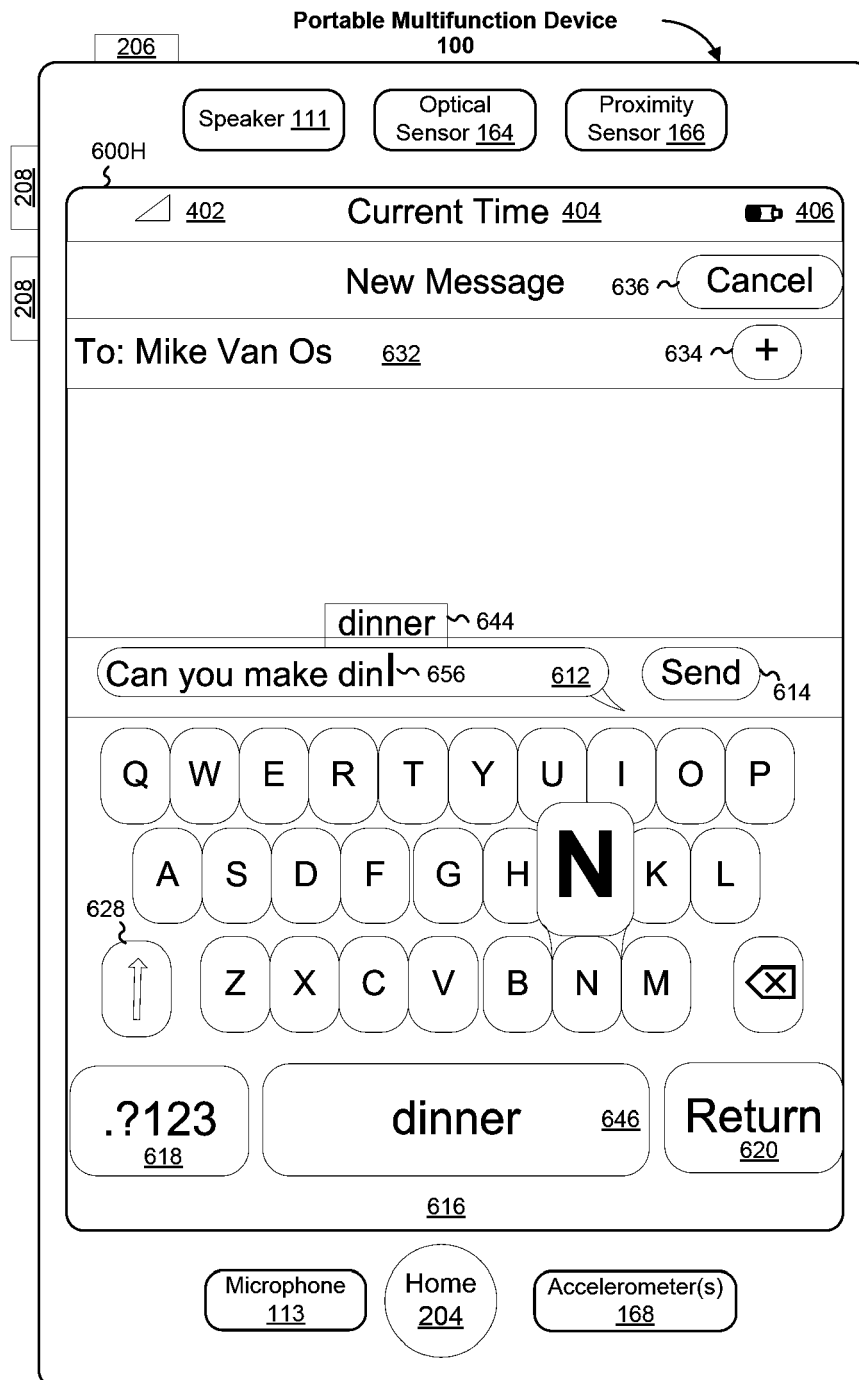 Portable Multifunction Device
100
206
Speaker 111
Optical
Sensor 164
Proximity
Sensor 166
600H
208
208
402
Current Time 404
406
New Message
636
Cancel
To: Mike Van Os
632
634
+
dinner
644
Can you make din
656
612
Send
614
Q W E R T Y U I O P
A S D F G H N K L
628
Z X C V B N M
.?123
618
dinner
646
Return
620
616
Microphone
113
Home
204
Accelerometer(s)
168